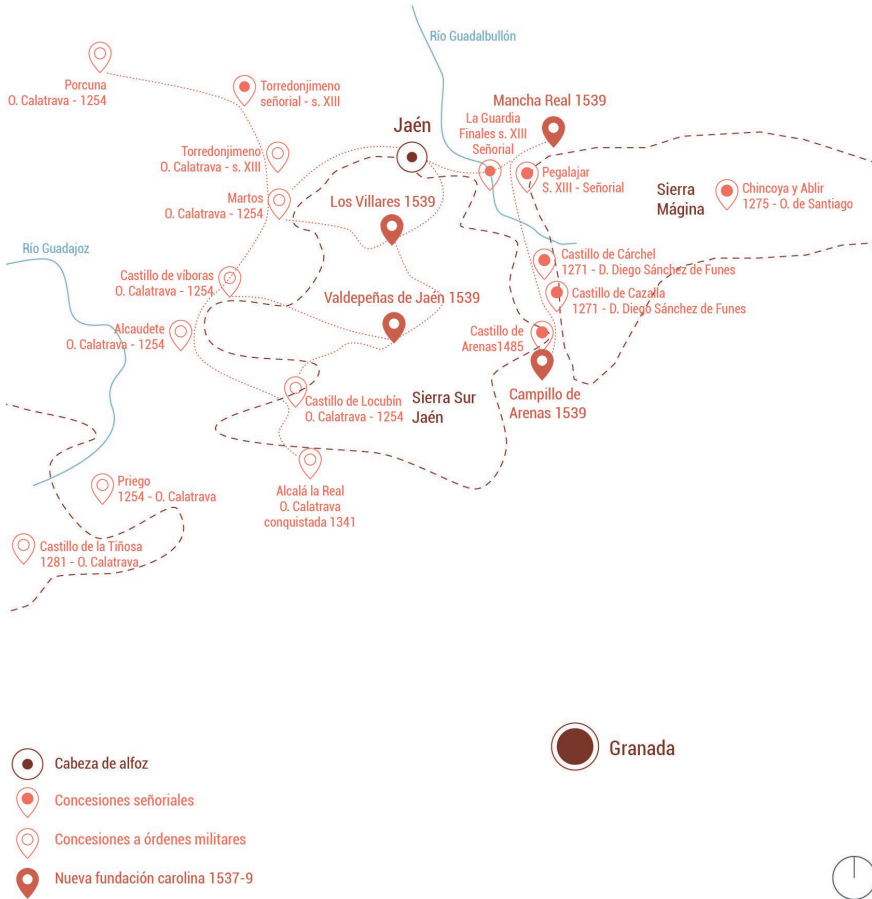 Río Guadalbullón
Porcuna
O. Calatrava - 1254
Torredonjimeno
señorial - s. XIII
Mancha Real 1539
La Guardia
Finales s. XIII
Señorial
Jaén
Torredonjimeno
O. Calatrava - s. XIII
Pegalajar
S. XIII - Señorial
Sierra
Mágina
Chincoya y Ablir
1275 - O. de Santiago
Martos
O. Calatrava - 1254
Los Villares 1539
Río Guadajoz
Castillo de víboras
O. Calatrava - 1254
Castillo de Cárchel
1271 - D. Diego Sánchez de Funes
Castillo de Cazalla
1271 - D. Diego Sánchez de Funes
Valdepeñas de Jaén 1539
Alcaudete
O. Calatrava - 1254
Castillo de
Arenas1485
Castillo de Locubín
O. Calatrava - 1254
Sierra Sur
Jaén
Campillo de
Arenas 1539
Priego
1254 - O. Calatrava
Alcalá la Real
O. Calatrava
conquistada 1341
Castillo de la Tiñosa
1281 - O. Calatrava
Granada
Cabeza de alfoz
Concesiones señoriales
Concesiones a órdenes militares
Nueva fundación carolina 1537-9